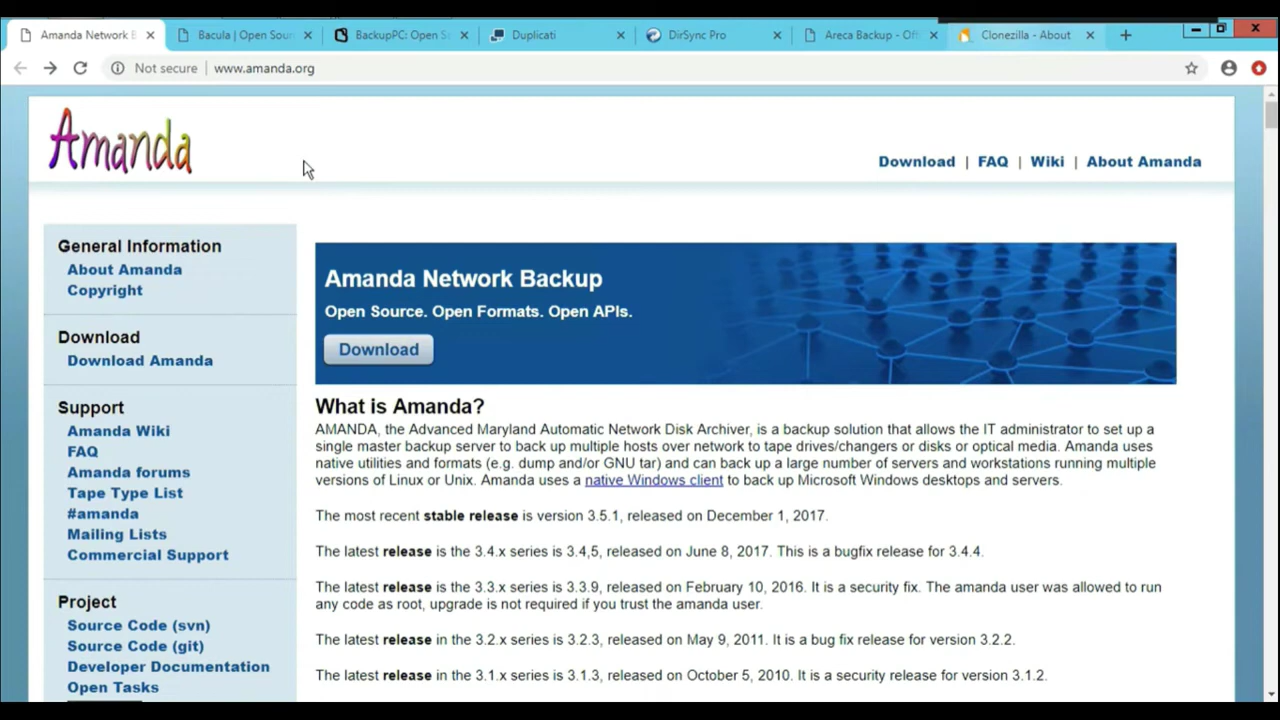 Amanda Network B
Bacula | Open Sour
BackupPC: Open So
Duplicati
DirSync Pro
Areca Backup - Off
Clonezilla - About
Not secure | www.amanda.org
Amanda
Download | FAQ | Wiki | About Amanda
General Information
About Amanda
Copyright
Download
Download Amanda
Support
Amanda Wiki
FAQ
Amanda forums
Tape Type List
#amanda
Mailing Lists
Commercial Support
Project
Source Code (svn)
Source Code (git)
Developer Documentation
Open Tasks
Amanda Network Backup
Open Source. Open Formats. Open APIs.
Download
What is Amanda?
AMANDA, the Advanced Maryland Automatic Network Disk Archiver, is a backup solution that allows the IT administrator to set up a
single master backup server to back up multiple hosts over network to tape drives/changers or disks or optical media. Amanda uses
native utilities and formats (e.g. dump and/or GNU tar) and can back up a large number of servers and workstations running multiple
versions of Linux or Unix. Amanda uses a native Windows client to back up Microsoft Windows desktops and servers.
The most recent stable release is version 3.5.1, released on December 1, 2017.
The latest release is the 3.4.x series is 3.4,5, released on June 8, 2017. This is a bugfix release for 3.4.4.
The latest release is the 3.3.x series is 3.3.9, released on February 10, 2016. It is a security fix. The amanda user was allowed to run
any code as root, upgrade is not required if you trust the amanda user.
The latest release in the 3.2.x series is 3.2.3, released on May 9, 2011. It is a bug fix release for version 3.2.2.
The latest release in the 3.1.x series is 3.1.3, released on October 5, 2010. It is a security release for version 3.1.2.